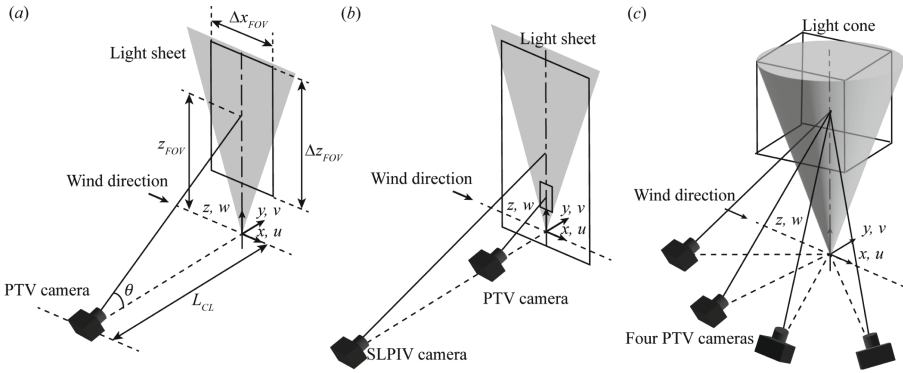 (a)
Δx_FOV
Light sheet
z_FOV
Δz_FOV
Wind direction
z, w
y, v
x, u
PTV camera
θ
L_CL
(b)
Light sheet
Wind direction
z, w
y, v
x, u
PTV camera
SLPIV camera
(c)
Light cone
Wind direction
z, w
y, v
x, u
Four PTV cameras